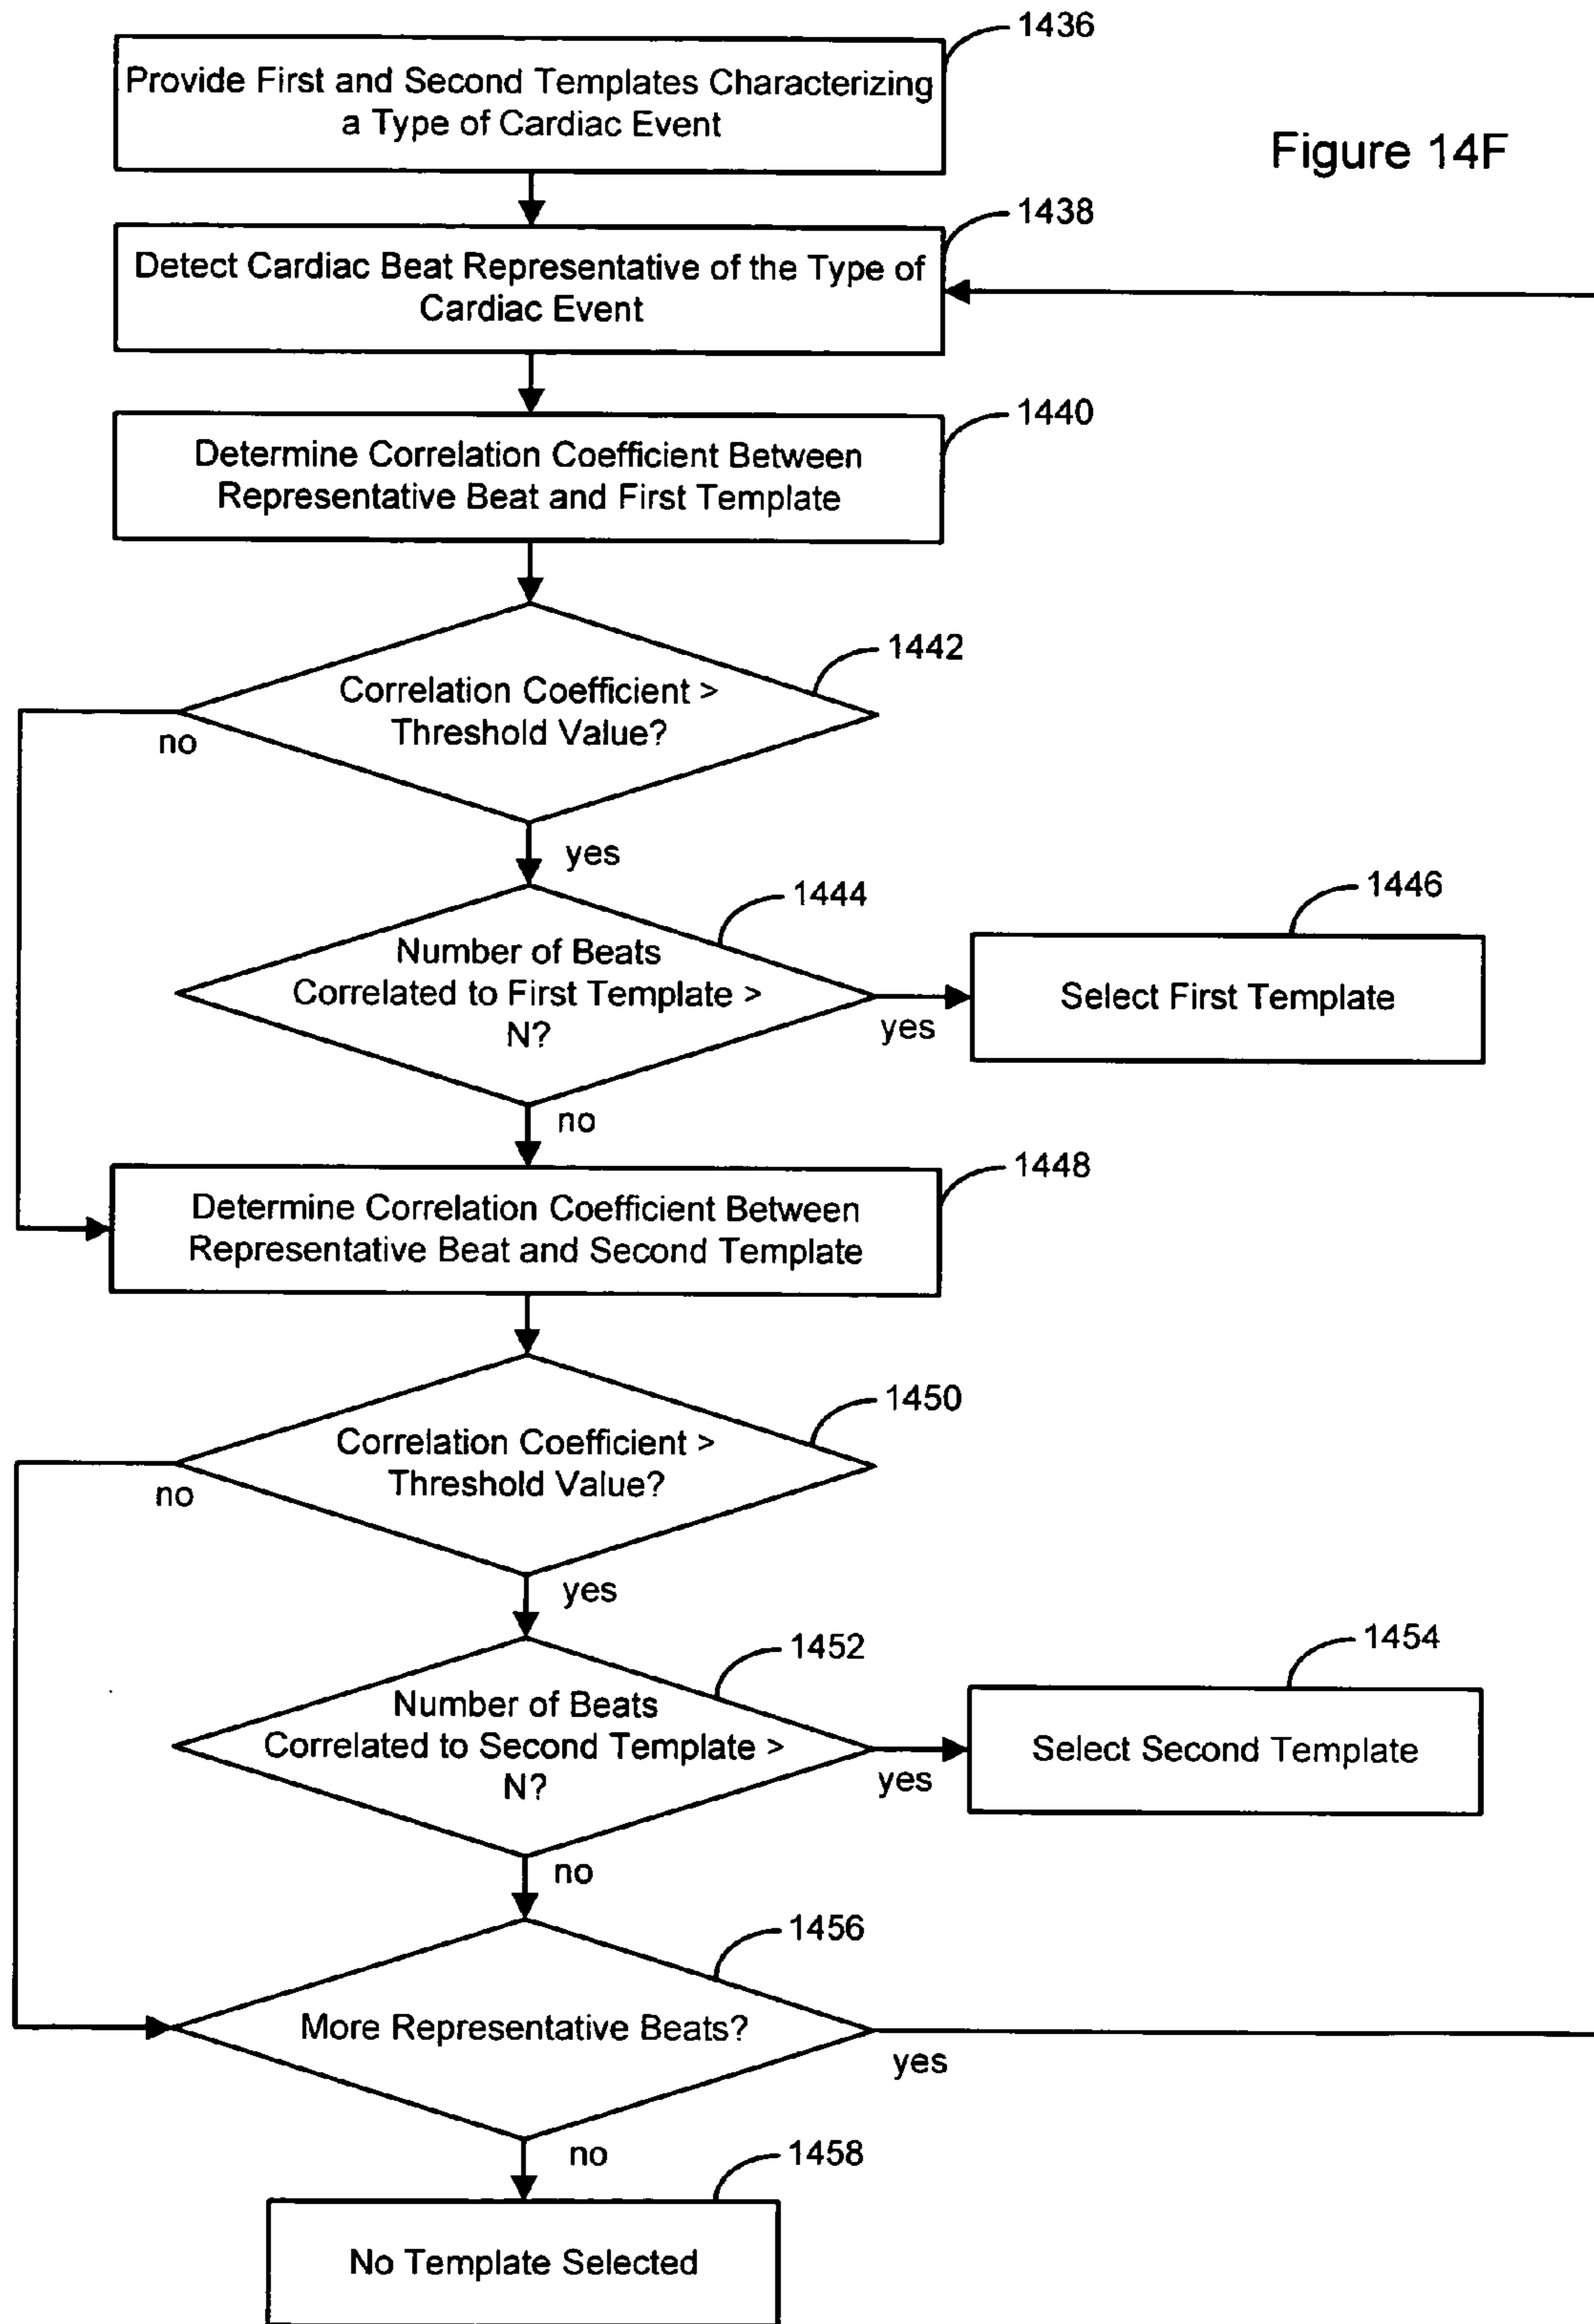 1436
Provide First and Second Templates Characterizing
a Type of Cardiac Event
Figure 14F
1438
Detect Cardiac Beat Representative of the Type of
Cardiac Event
1440
Determine Correlation Coefficient Between
Representative Beat and First Template
1442
Correlation Coefficient >
Threshold Value?
no
yes
1444
1446
Number of Beats
Correlated to First Template >
N?
yes
Select First Template
no
1448
Determine Correlation Coefficient Between
Representative Beat and Second Template
1450
Correlation Coefficient >
Threshold Value?
no
yes
1452
1454
Number of Beats
Correlated to Second Template >
N?
yes
Select Second Template
no
1456
More Representative Beats?
yes
no
1458
No Template Selected